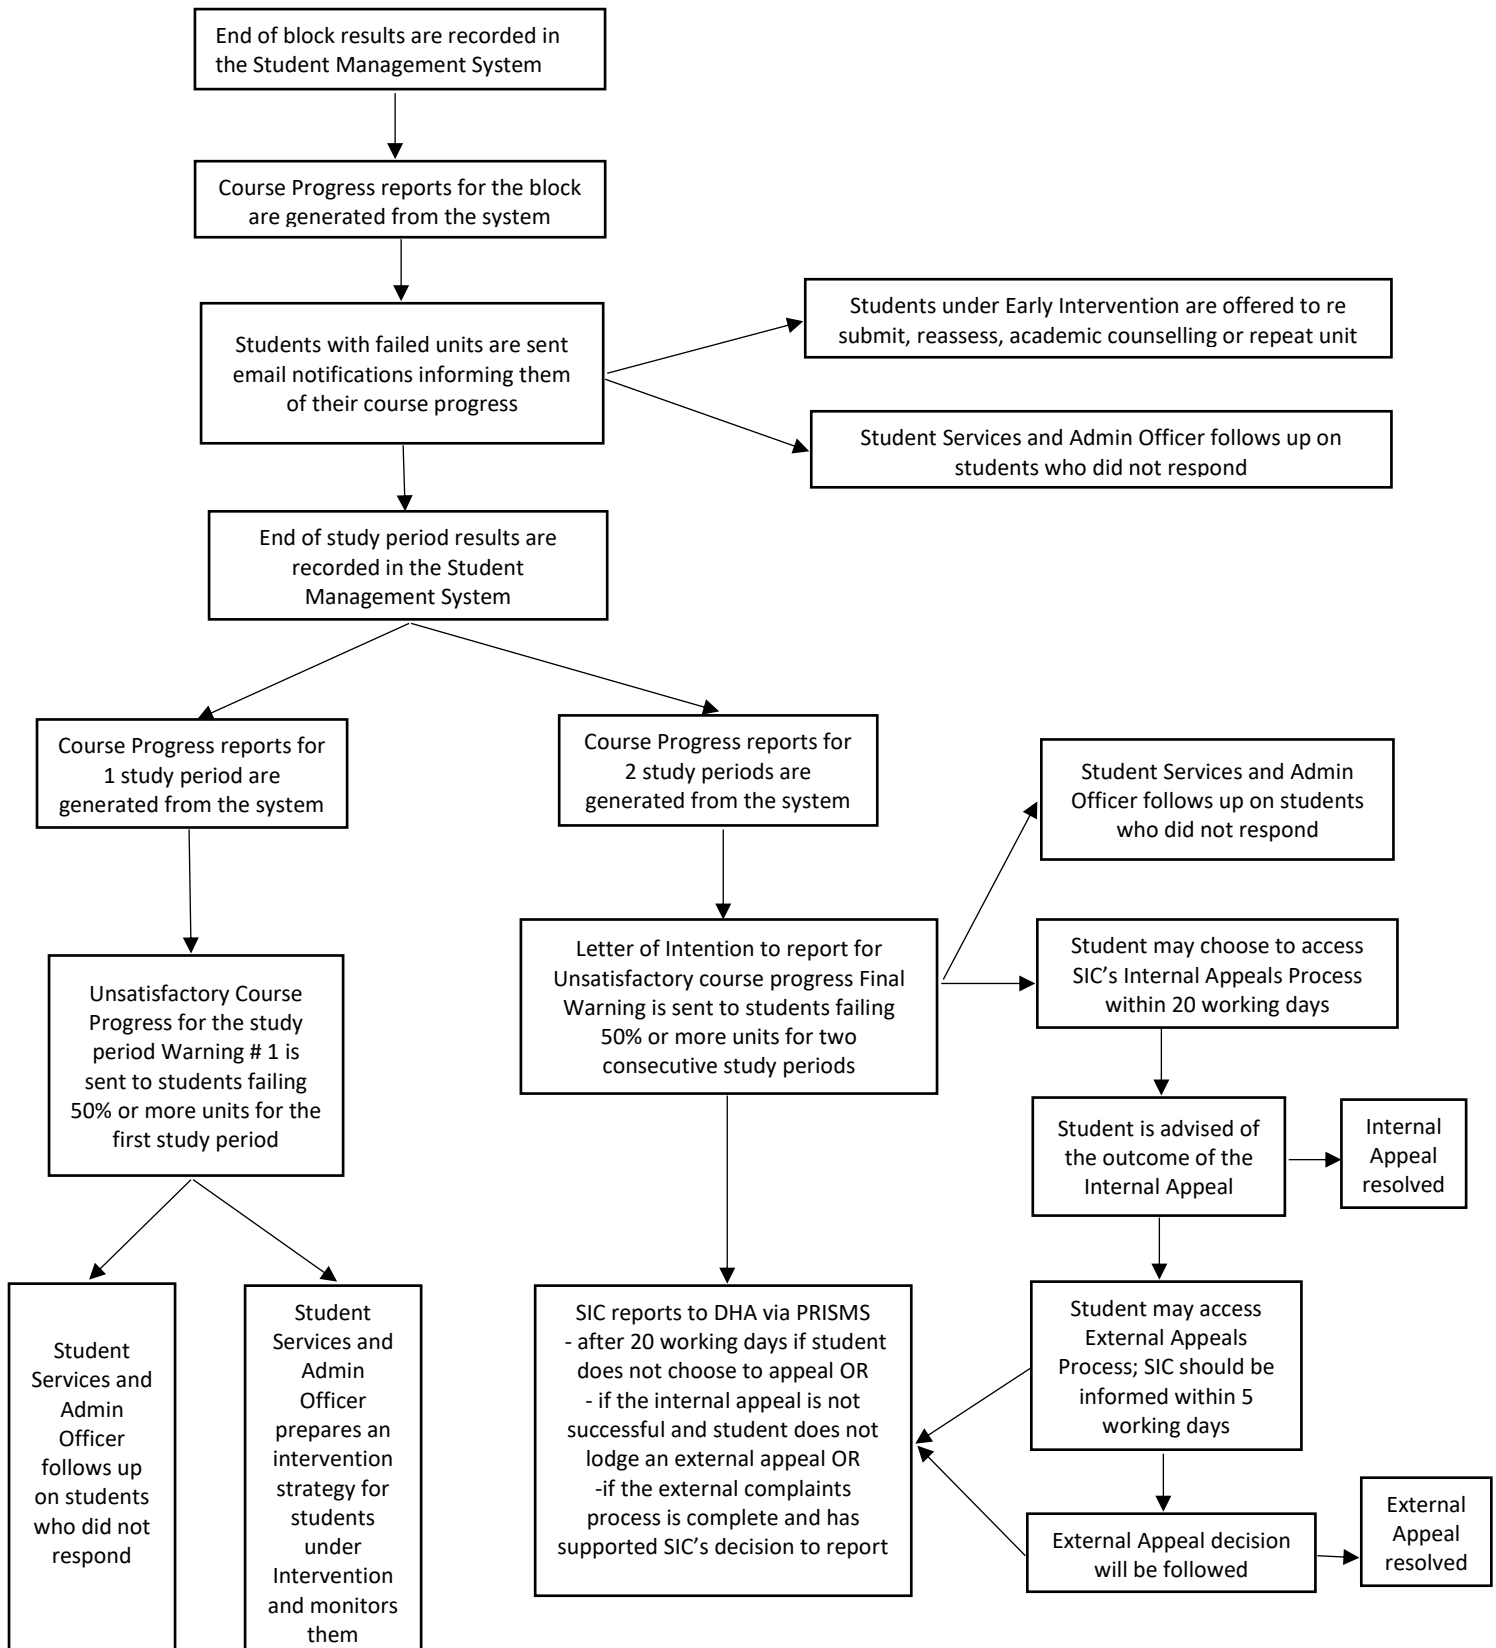 End of block results are recorded in
the Student Management System
Course Progress reports for the block
are generated from the system
Students with failed units are sent
email notifications informing them
of their course progress
Students under Early Intervention are offered to re
submit, reassess, academic counselling or repeat unit
Student Services and Admin Officer follows up on
students who did not respond
End of study period results are
recorded in the Student
Management System
Course Progress reports for
1 study period are
generated from the system
Course Progress reports for
2 study periods are
generated from the system
Student Services and Admin
Officer follows up on students
who did not respond
Unsatisfactory Course
Progress for the study
period Warning # 1 is
sent to students failing
50% or more units for the
first study period
Letter of Intention to report for
Unsatisfactory course progress Final
Warning is sent to students failing
50% or more units for two
consecutive study periods
Student may choose to access
SIC’s Internal Appeals Process
within 20 working days
Student is advised of
the outcome of the
Internal Appeal
Internal
Appeal
resolved
Student
Services and
Admin
Officer
follows up
on students
who did not
respond
Student
Services and
Admin
Officer
prepares an
intervention
strategy for
students
under
Intervention
and monitors
them
SIC reports to DHA via PRISMS
- after 20 working days if student
does not choose to appeal OR
- if the internal appeal is not
successful and student does not
lodge an external appeal OR
-if the external complaints
process is complete and has
supported SIC’s decision to report
Student may access
External Appeals
Process; SIC should be
informed within 5
working days
External Appeal decision
will be followed
External
Appeal
resolved